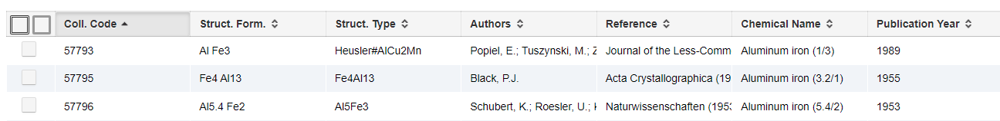 Coll. Code Struct. Form. Struct. Type Authors Reference Chemical Name Publication Year
57793 Al Fe3 Heusler#AlCu2Mn Popiel, E.; Tuszynski, M.; Z Journal of the Less-Comm Aluminum iron (1/3) 1989
57795 Fe4 Al13 Fe4Al13 Black, P.J. Acta Crystallographica (19 Aluminum iron (3.2/1) 1955
57796 Al5.4 Fe2 Al5Fe3 Schubert, K.; Roesler, U.; Naturwissenschaften (1953 Aluminum iron (5.4/2) 1953